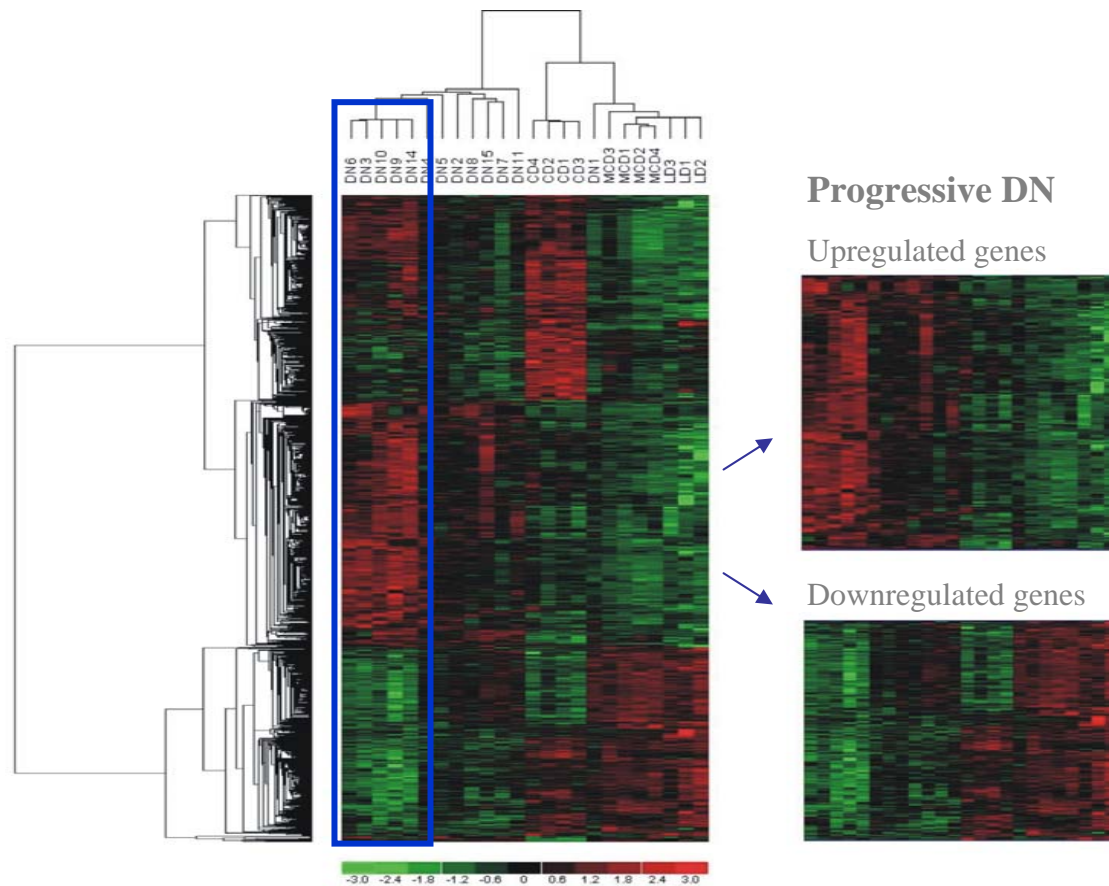 DN6 DN3 DN10 DN9 DN14 DN4 DN5 DN2 DN8 DN15 DN7 DN11 CD4 CD2 CD1 CD3 DN1 MCD3 MCD1 MCD2 MCD4 LD3 LD1 LD2
Progressive DN
Upregulated genes
Downregulated genes
-3.0 -2.4 -1.8 -1.2 -0.6 0 0.6 1.2 1.8 2.4 3.0